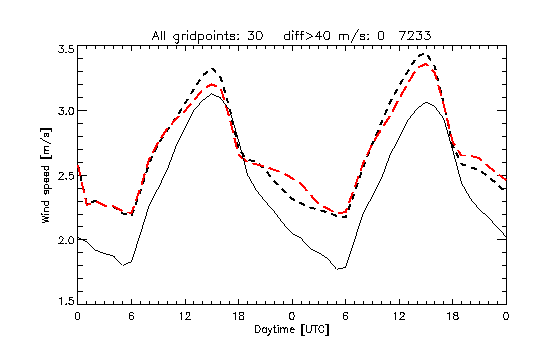 All gridpoints: 30 diff>40 m/s: 0 7233
3.5
3.0
2.5
2.0
1.5
Wind speed [m/s]
0 6 12 18 0 6 12 18 0
Daytime [UTC]